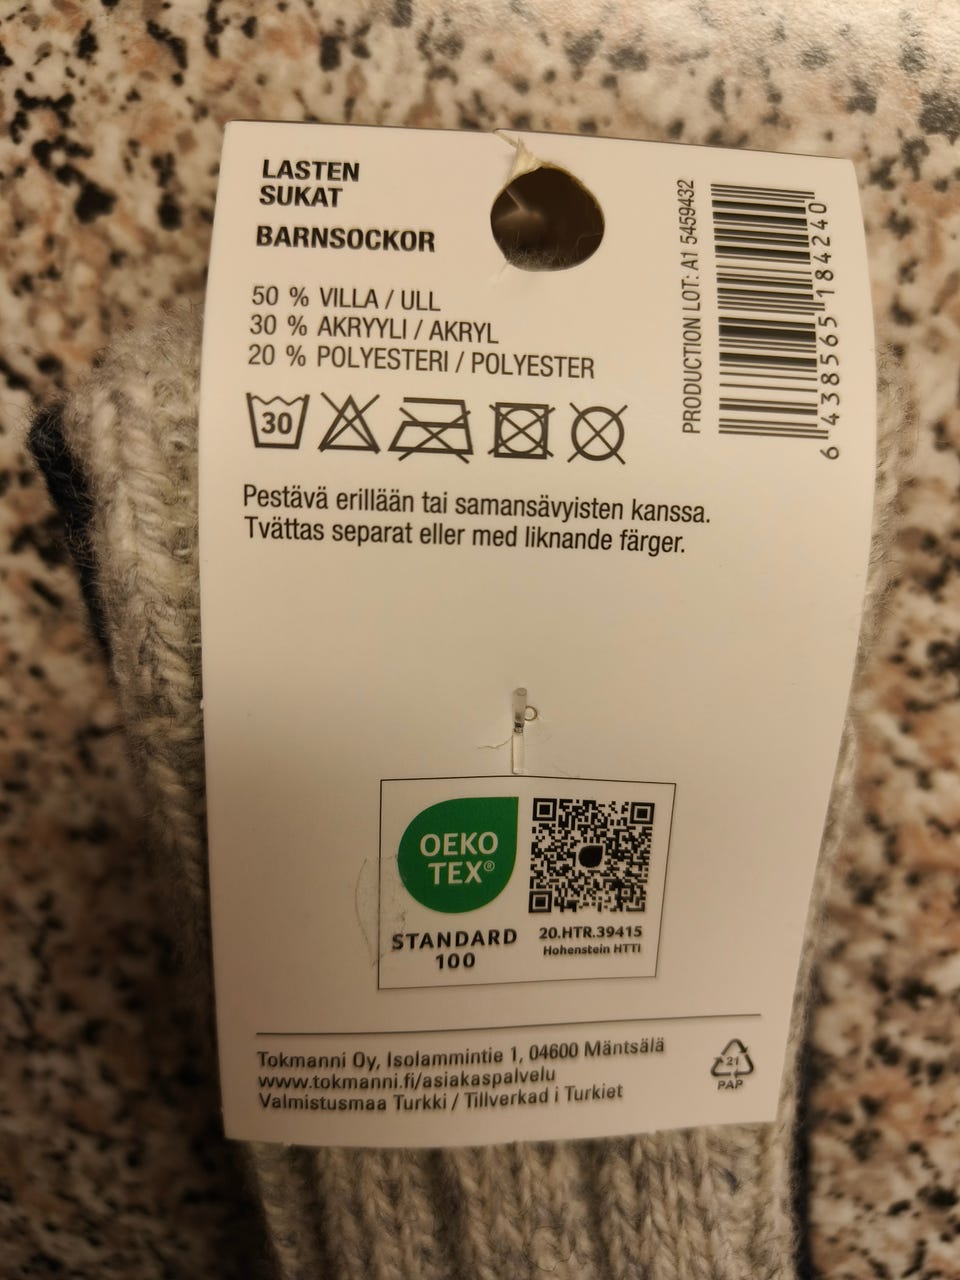 LASTEN
SUKAT
BARNSOCKOR
50 % VILLA / ULL
30 % AKRYYLI / AKRYL
20 % POLYESTERI / POLYESTER
30
Pestävä erillään tai samansävyisten kanssa.
Tvättas separat eller med liknande färger.
PRODUCTION LOT: A1 5459432
6 438565 184240
OEKO
TEX®
STANDARD
100
20.HTR.39415
Hohenstein HTTI
Tokmanni Oy, Isolammintie 1, 04600 Mäntsälä
www.tokmanni.fi/asiakaspalvelu
Valmistusmaa Turkki / Tillverkad i Turkiet
21
PAP